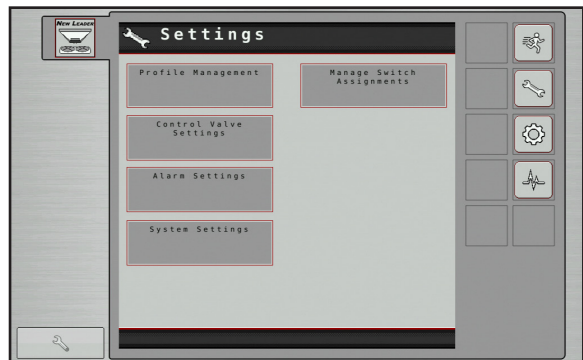 NEW LEADER
Settings
Profile Management
Manage Switch
Assignments
Control Valve
Settings
Alarm Settings
System Settings